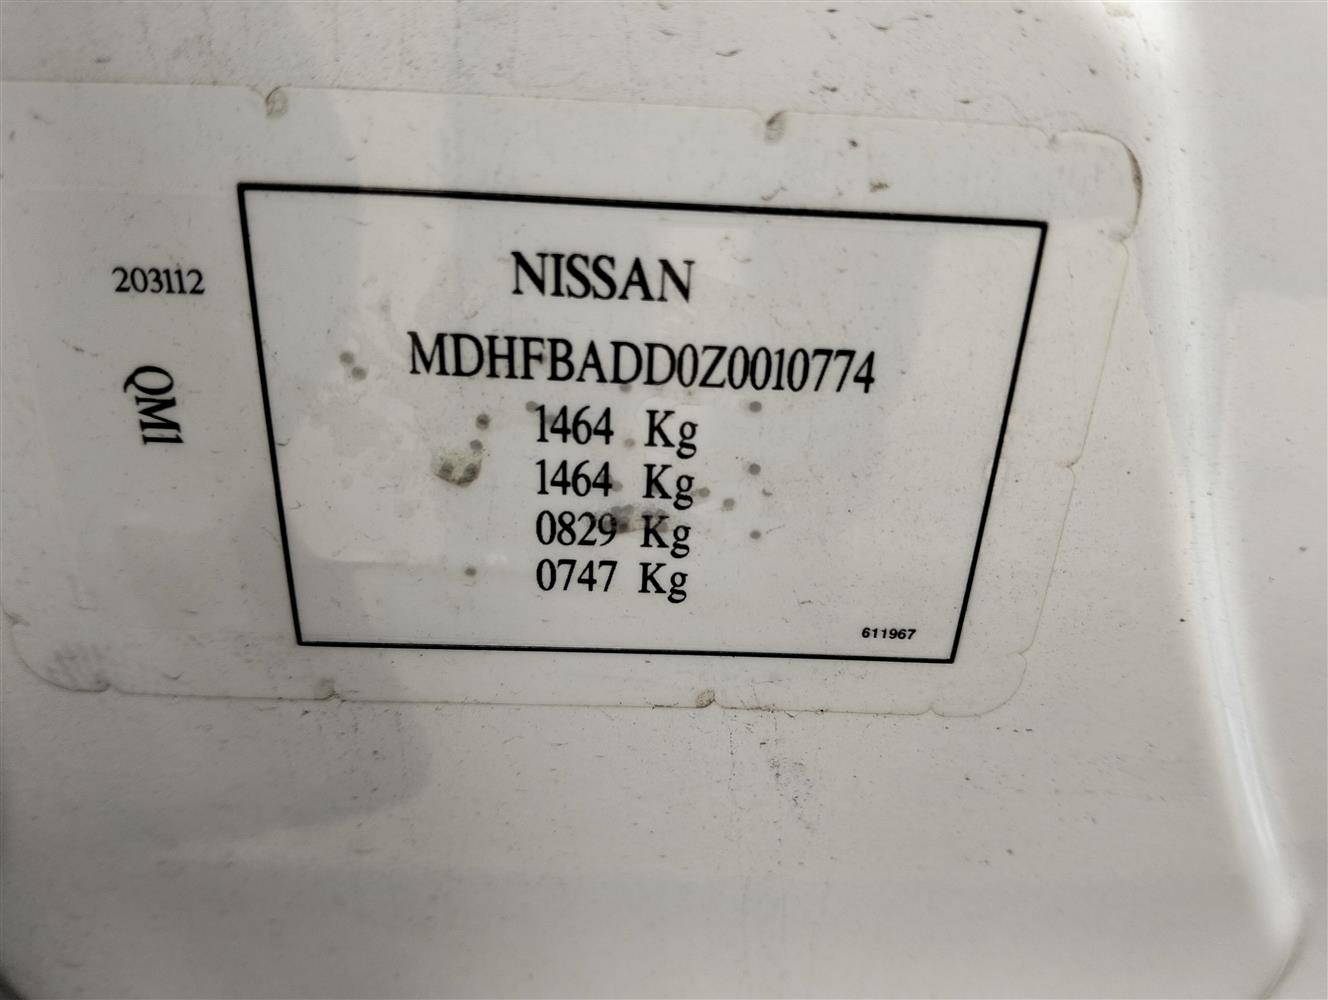 203112
QM1
NISSAN
MDHFBADD0Z0010774
1464 Kg
1464 Kg
0829 Kg
0747 Kg
611967